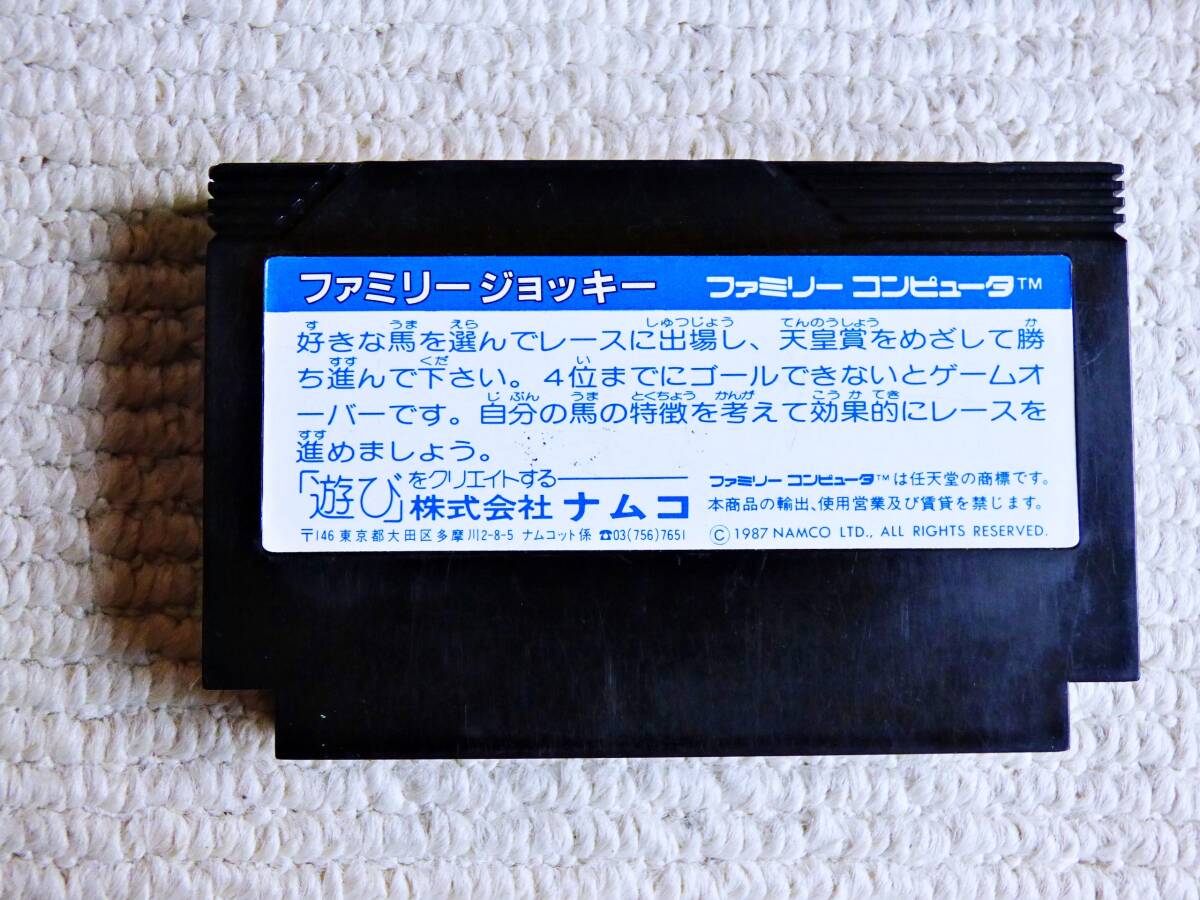 ファミリージョッキー ファミリー コンピュータ™
好きな馬を選んでレースに出場し、天皇賞をめざして勝
ち進んで下さい。4位までにゴールできないとゲームオ
ーバーです。自分の馬の特徴を考えて効果的にレースを
進めましょう。
「遊び」をクリエイトする──
株式会社 ナムコ
〒146 東京都大田区多摩川2-8-5 ナムコット係 ☎03(756)7651
ファミリー コンピュータ™は任天堂の商標です。
本商品の輸出、使用営業及び賃貸を禁じます。
©1987 NAMCO LTD., ALL RIGHTS RESERVED.